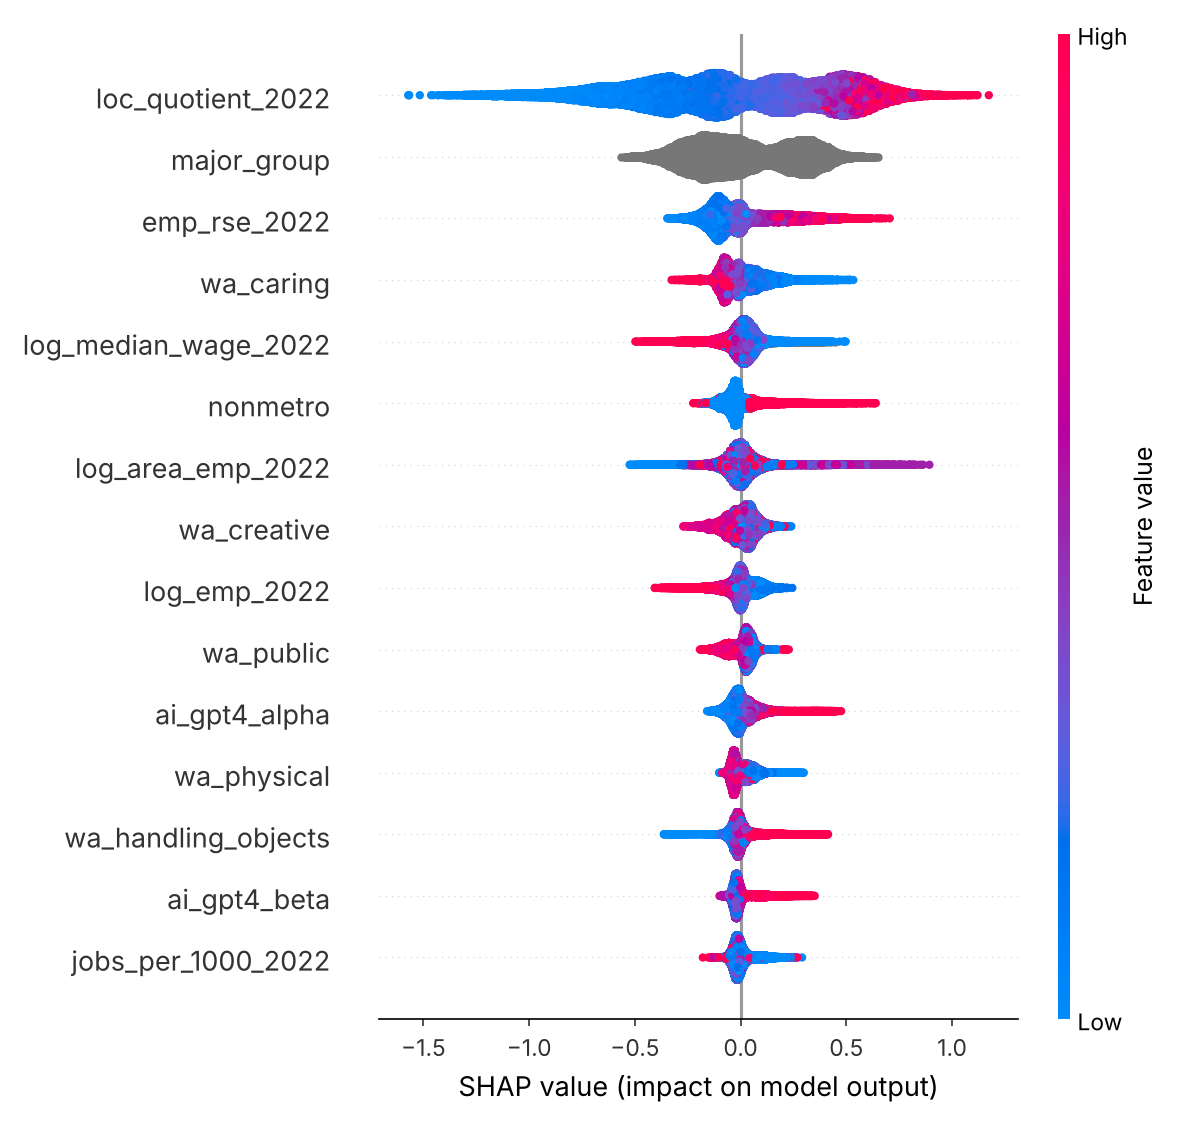 High
loc_quotient_2022
major_group
emp_rse_2022
wa_caring
log_median_wage_2022
nonmetro
log_area_emp_2022
wa_creative
log_emp_2022
wa_public
ai_gpt4_alpha
wa_physical
wa_handling_objects
ai_gpt4_beta
jobs_per_1000_2022
Feature value
Low
−1.5 −1.0 −0.5 0.0 0.5 1.0
SHAP value (impact on model output)